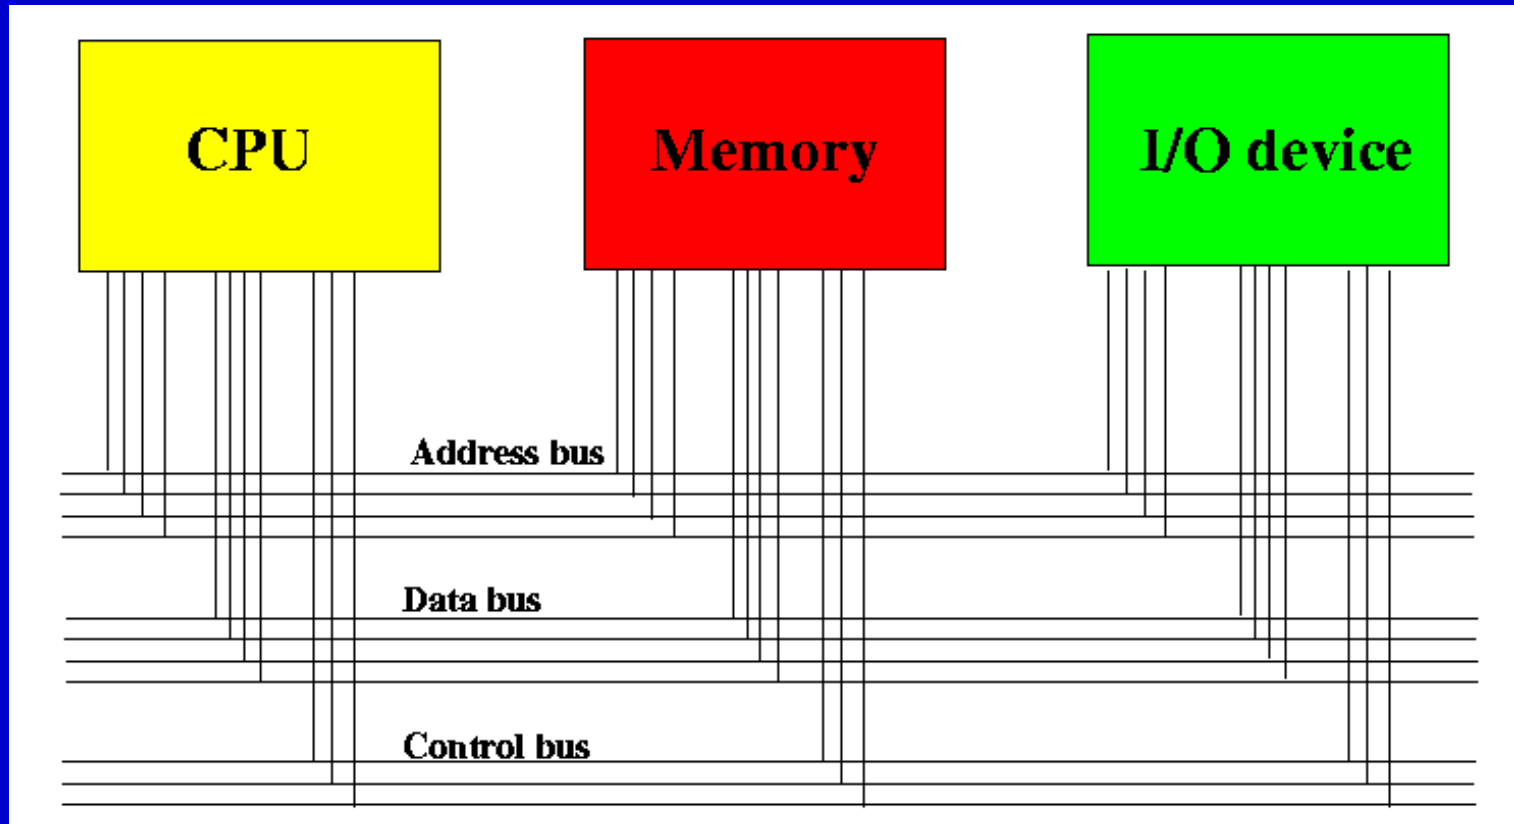 CPU
Memory
I/O device
Address bus
Data bus
Control bus